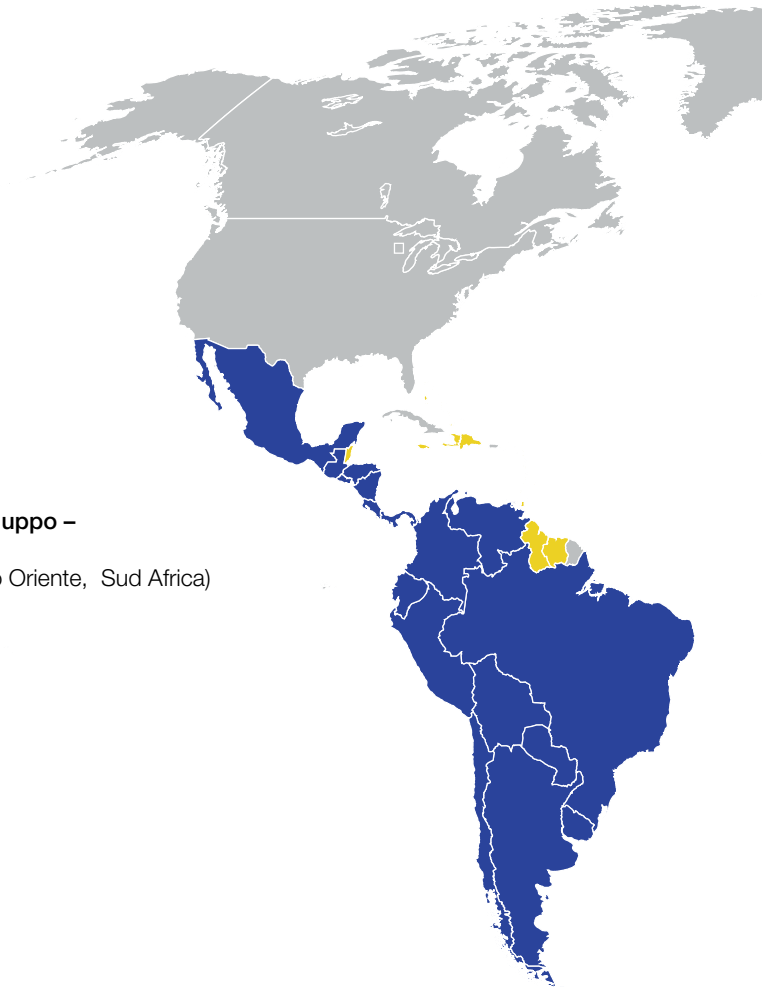 uppo –
o Oriente, Sud Africa)